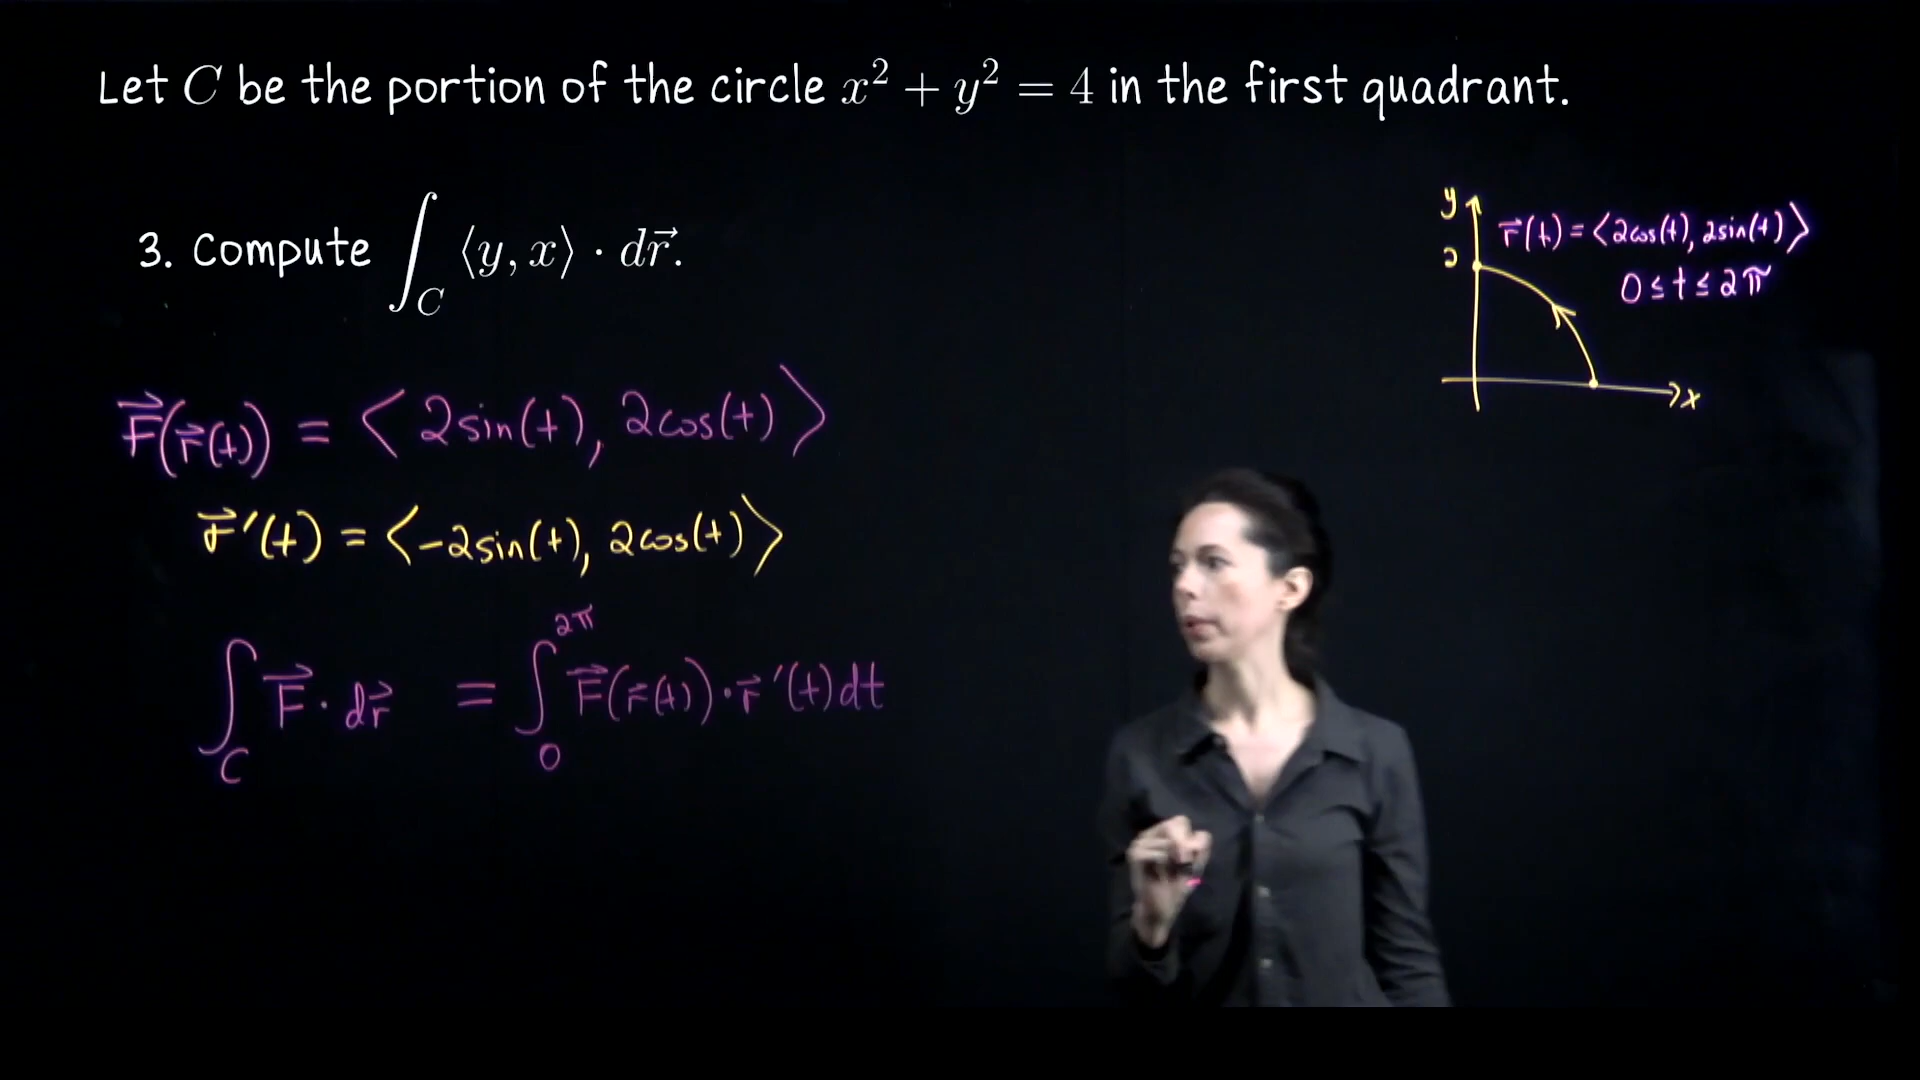 Let C be the portion of the circle x² + y² = 4 in the first quadrant.
3. Compute ∫_C ⟨y, x⟩ · dr⃗.
y
r⃗(t) = ⟨2cos(t), 2sin(t)⟩
2
0 ≤ t ≤ 2π
x
F⃗(r⃗(t)) = ⟨2sin(t), 2cos(t)⟩
r⃗′(t) = ⟨-2sin(t), 2cos(t)⟩
∫_C F⃗ · dr⃗ = ∫_0^{2π} F⃗(r⃗(t)) · r⃗′(t) dt